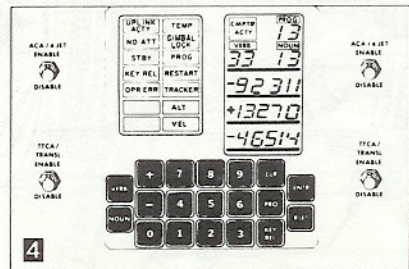 UPLINK ACTY TEMP
NO ATT GIMBAL LOCK
STBY PROG
KEY REL RESTART
OPR ERR TRACKER
ALT
VEL
CMPTR ACTY
PROG
13
VERB NOUN
33 13
-92311
+13270
-46514
ACA / 4 JET
ENABLE
DISABLE
ACA / 4 JET
ENABLE
DISABLE
TTCA/
TRANSL
ENABLE
DISABLE
TTCA/
TRANSL
ENABLE
DISABLE
VERB + 7 8 9 CLR ENTR
NOUN - 4 5 6 PRO
0 1 2 3 KEY REL
4